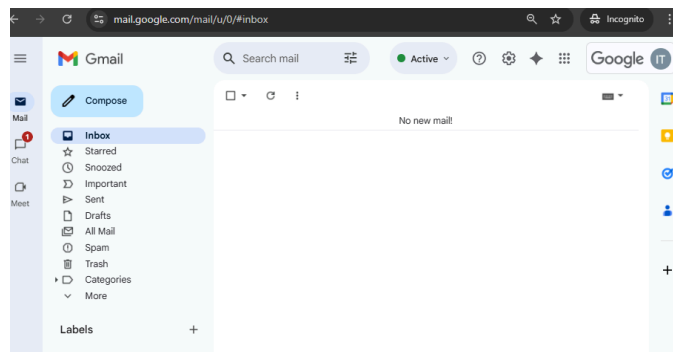 mail.google.com/mail/u/0/#inbox
Incognito
Gmail
Search mail
Active
Google
IT
Compose
Mail
No new mail!
Inbox
1
Starred
Chat
Snoozed
Important
Meet
Sent
Drafts
All Mail
Spam
Trash
Categories
More
Labels